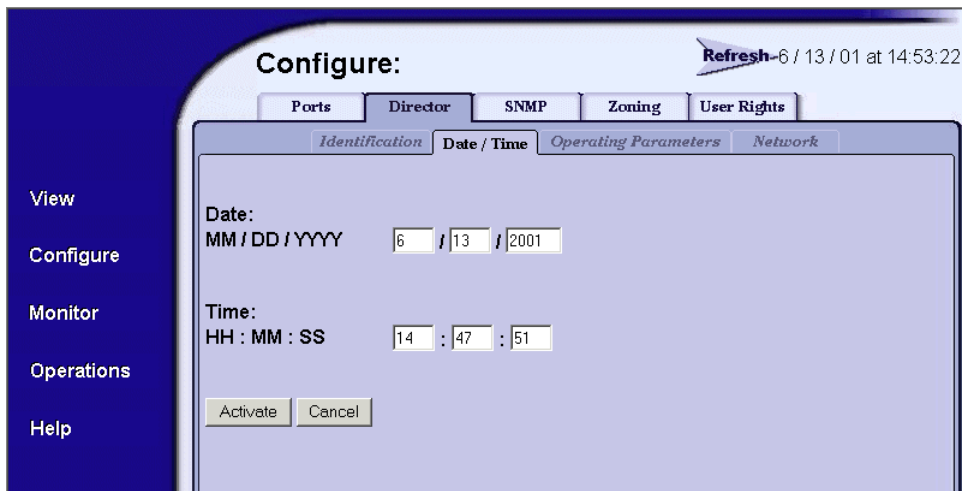 Configure:
Refresh-6 / 13 / 01 at 14:53:22
Ports Director SNMP Zoning User Rights
Identification Date / Time Operating Parameters Network
View
Configure
Monitor
Operations
Help
Date:
MM / DD / YYYY 6 / 13 / 2001
Time:
HH : MM : SS 14 : 47 : 51
Activate Cancel